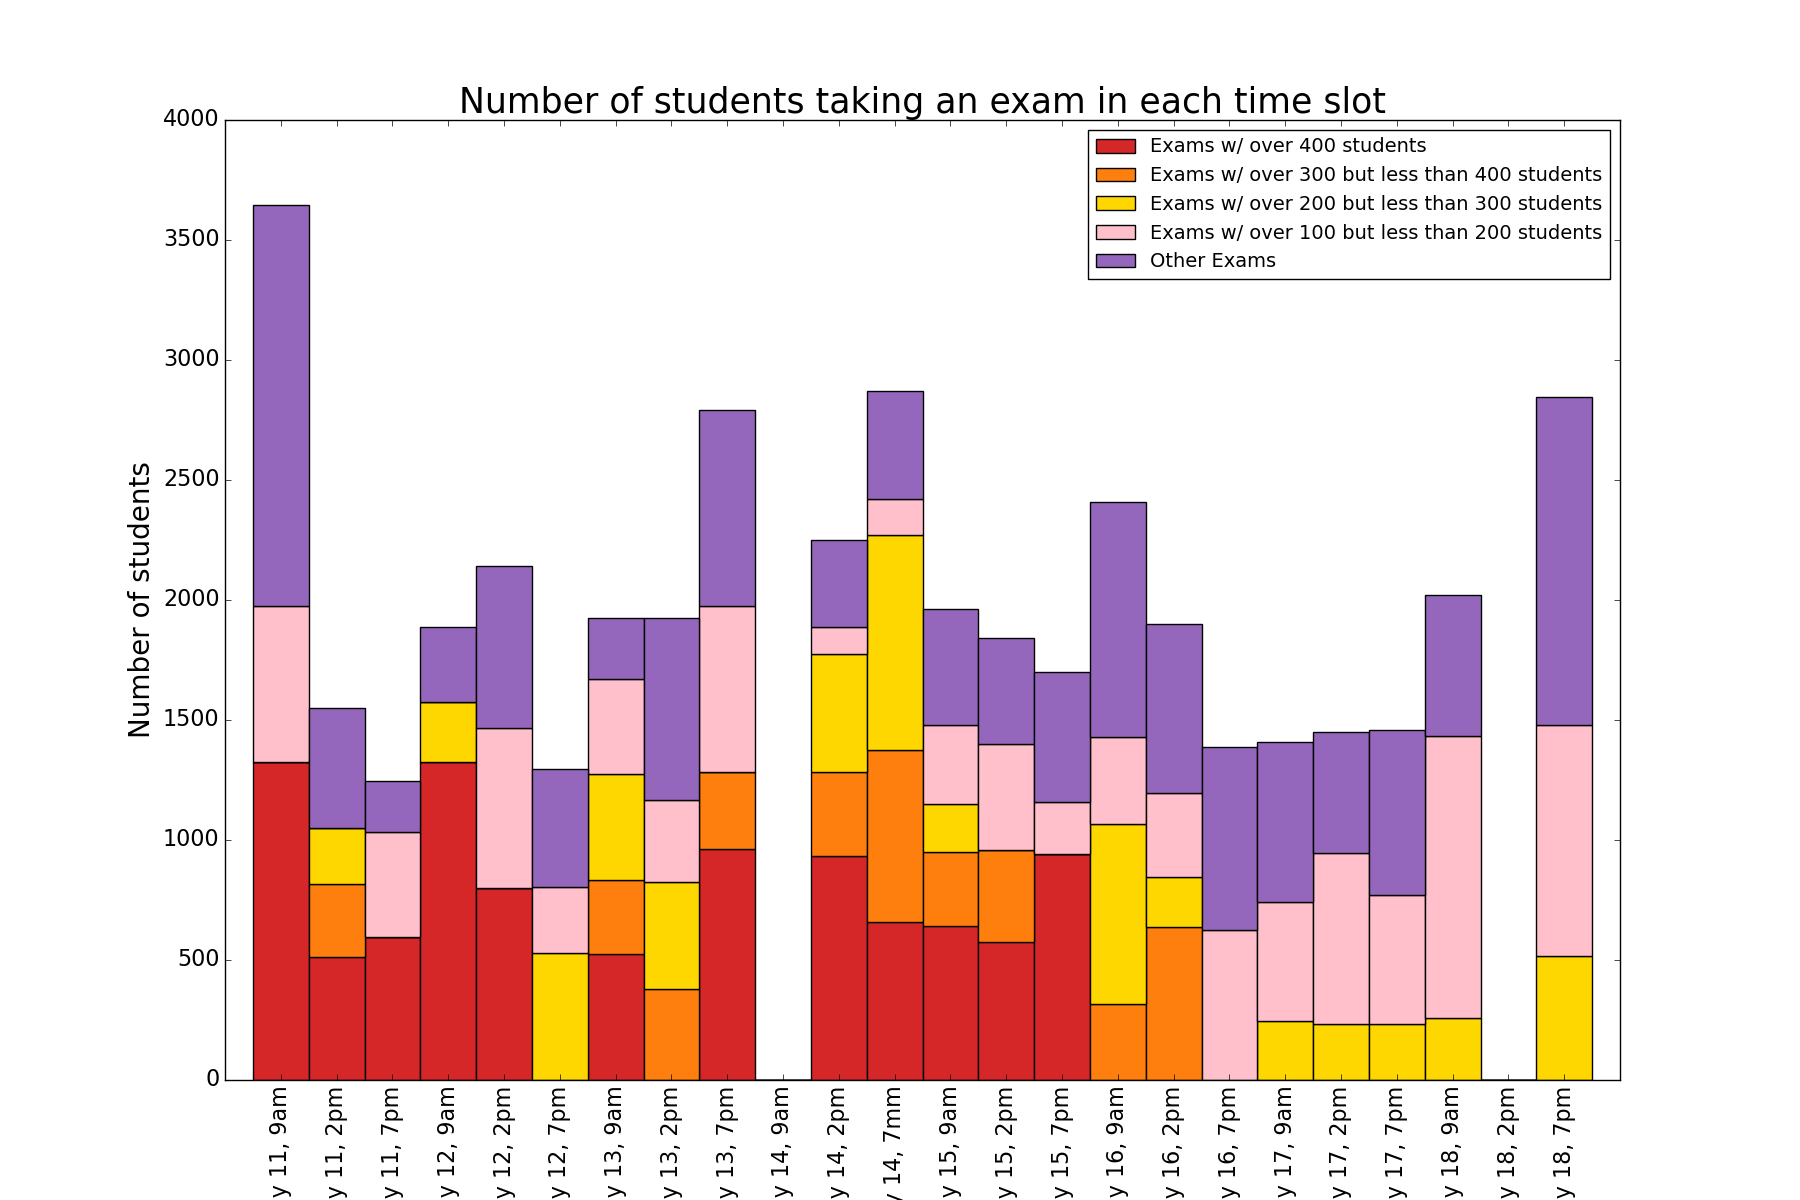 Number of students taking an exam in each time slot
4000
3500
3000
2500
2000
1500
1000
500
0
Number of students
Exams w/ over 400 students
Exams w/ over 300 but less than 400 students
Exams w/ over 200 but less than 300 students
Exams w/ over 100 but less than 200 students
Other Exams
y 11, 9am
y 11, 2pm
y 11, 7pm
y 12, 9am
y 12, 2pm
y 12, 7pm
y 13, 9am
y 13, 2pm
y 13, 7pm
y 14, 9am
y 14, 2pm
y 14, 7mm
y 15, 9am
y 15, 2pm
y 15, 7pm
y 16, 9am
y 16, 2pm
y 16, 7pm
y 17, 9am
y 17, 2pm
y 17, 7pm
y 18, 9am
y 18, 2pm
y 18, 7pm